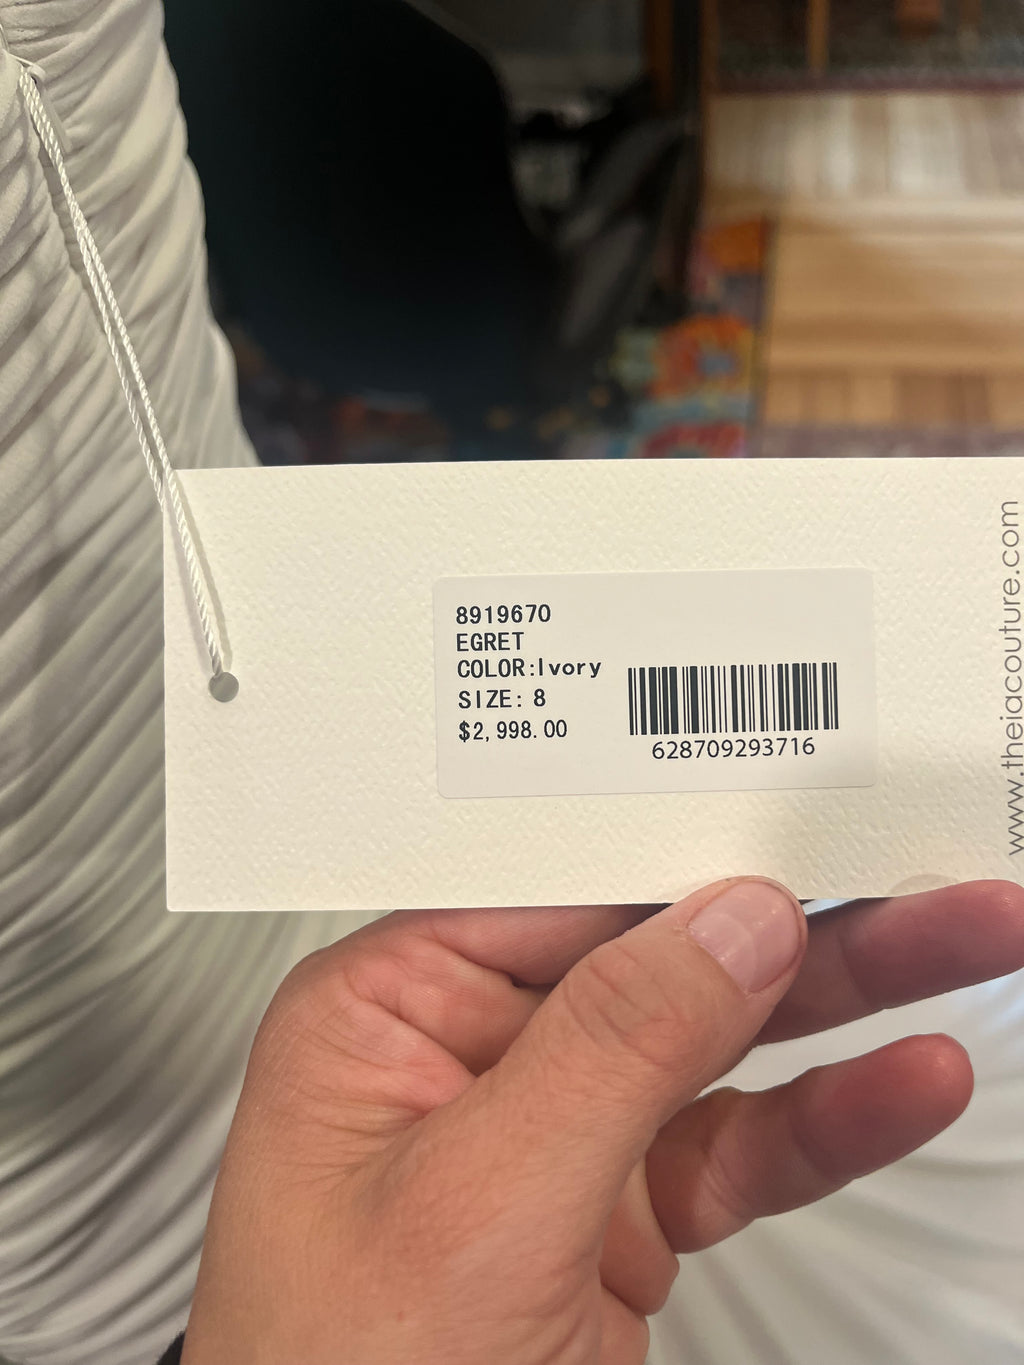 8919670
EGRET
COLOR:Ivory
SIZE: 8
$2,998.00
628709293716
www.theiacouture.com